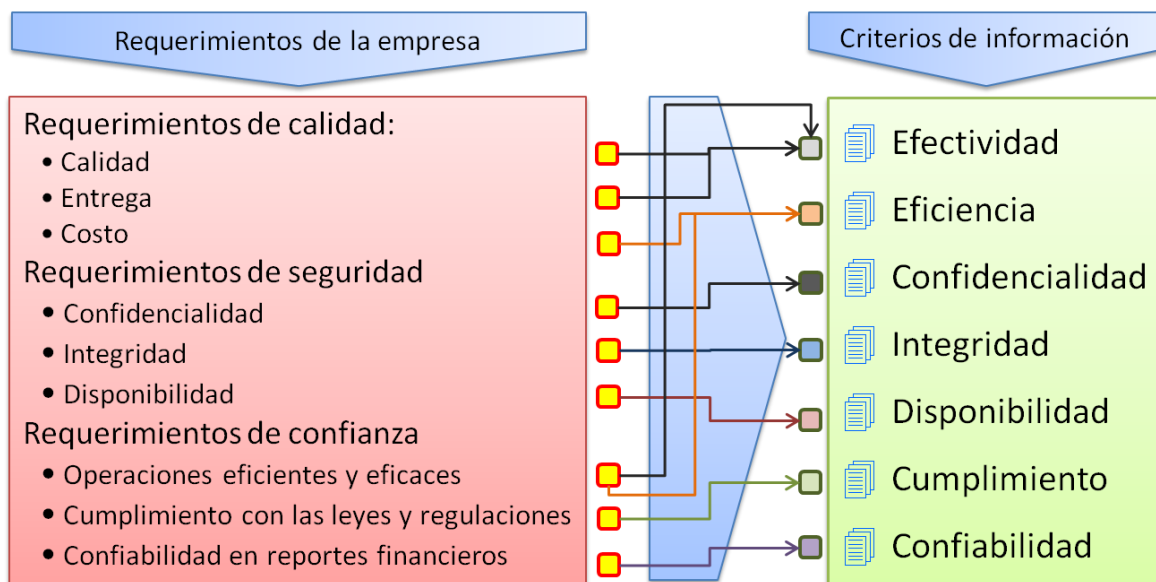 Requerimientos de la empresa
Criterios de información
Requerimientos de calidad:
• Calidad
• Entrega
• Costo
Requerimientos de seguridad
• Confidencialidad
• Integridad
• Disponibilidad
Requerimientos de confianza
• Operaciones eficientes y eficaces
• Cumplimiento con las leyes y regulaciones
• Confiabilidad en reportes financieros
Efectividad
Eficiencia
Confidencialidad
Integridad
Disponibilidad
Cumplimiento
Confiabilidad